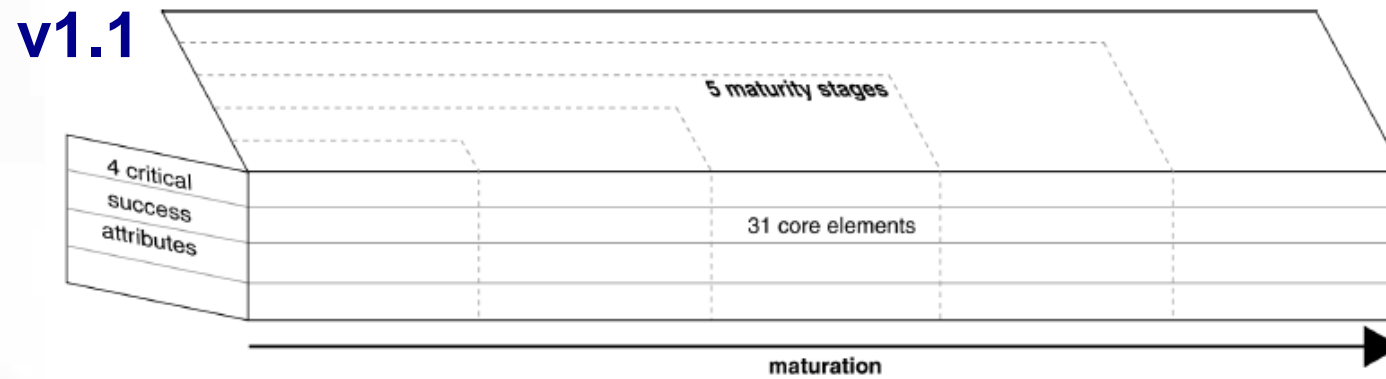 v1.1
5 maturity stages
4 critical
success
attributes
31 core elements
maturation